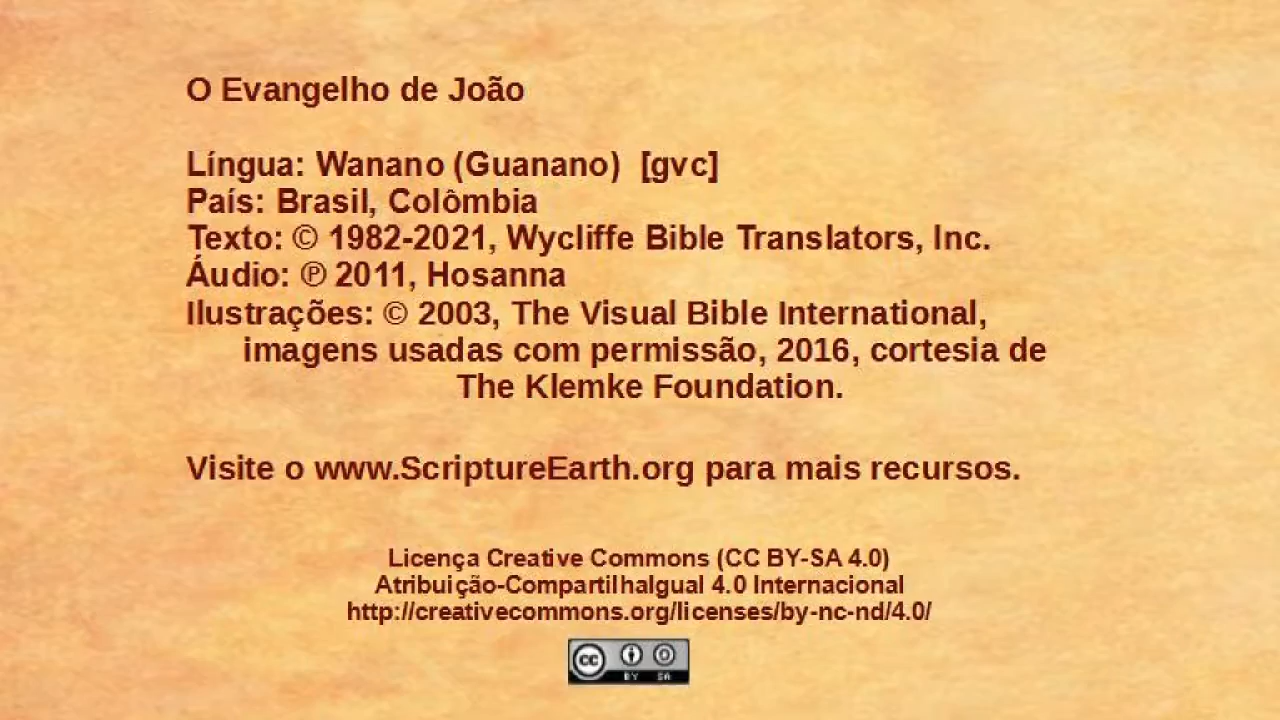 O Evangelho de João
Língua: Wanano (Guanano) [gvc]
País: Brasil, Colômbia
Texto: © 1982-2021, Wycliffe Bible Translators, Inc.
Áudio: ℗ 2011, Hosanna
Ilustrações: © 2003, The Visual Bible International,
imagens usadas com permissão, 2016, cortesia de
The Klemke Foundation.
Visite o www.ScriptureEarth.org para mais recursos.
Licença Creative Commons (CC BY-SA 4.0)
Atribuição-CompartilhaIgual 4.0 Internacional
http://creativecommons.org/licenses/by-nc-nd/4.0/
cc
BY SA